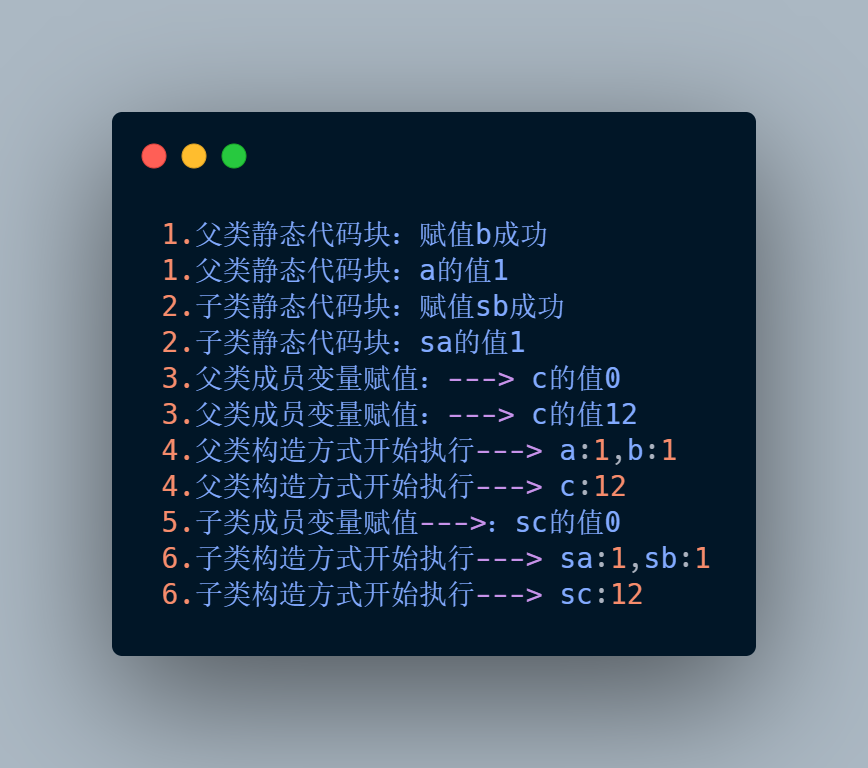 1.父类静态代码块：赋值b成功
1.父类静态代码块：a的值1
2.子类静态代码块：赋值sb成功
2.子类静态代码块：sa的值1
3.父类成员变量赋值：---> c的值0
3.父类成员变量赋值：---> c的值12
4.父类构造方式开始执行---> a:1,b:1
4.父类构造方式开始执行---> c:12
5.子类成员变量赋值--->：sc的值0
6.子类构造方式开始执行---> sa:1,sb:1
6.子类构造方式开始执行---> sc:12